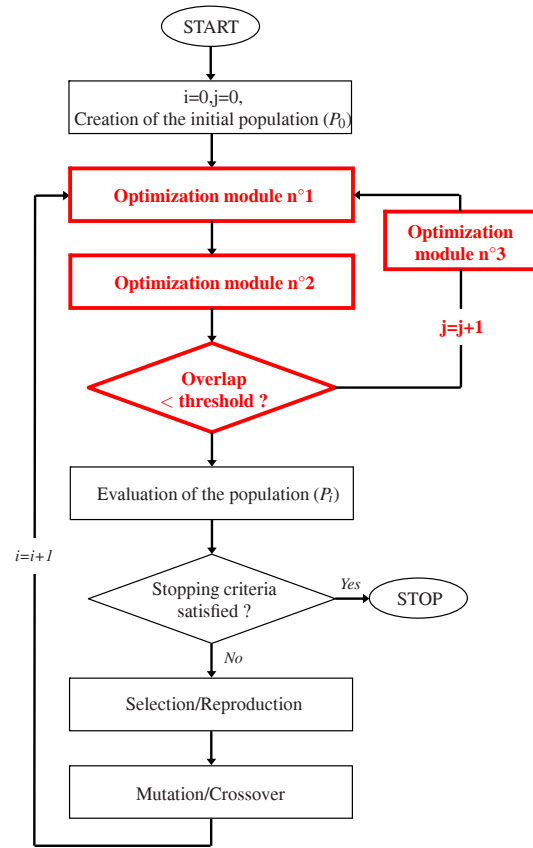 START
i=0,j=0,
Creation of the initial population (P0)
Optimization module n°1
Optimization
module n°3
Optimization module n°2
j=j+1
Overlap
< threshold ?
Evaluation of the population (Pi)
i=i+1
Stopping criteria
satisfied ?
Yes
STOP
No
Selection/Reproduction
Mutation/Crossover